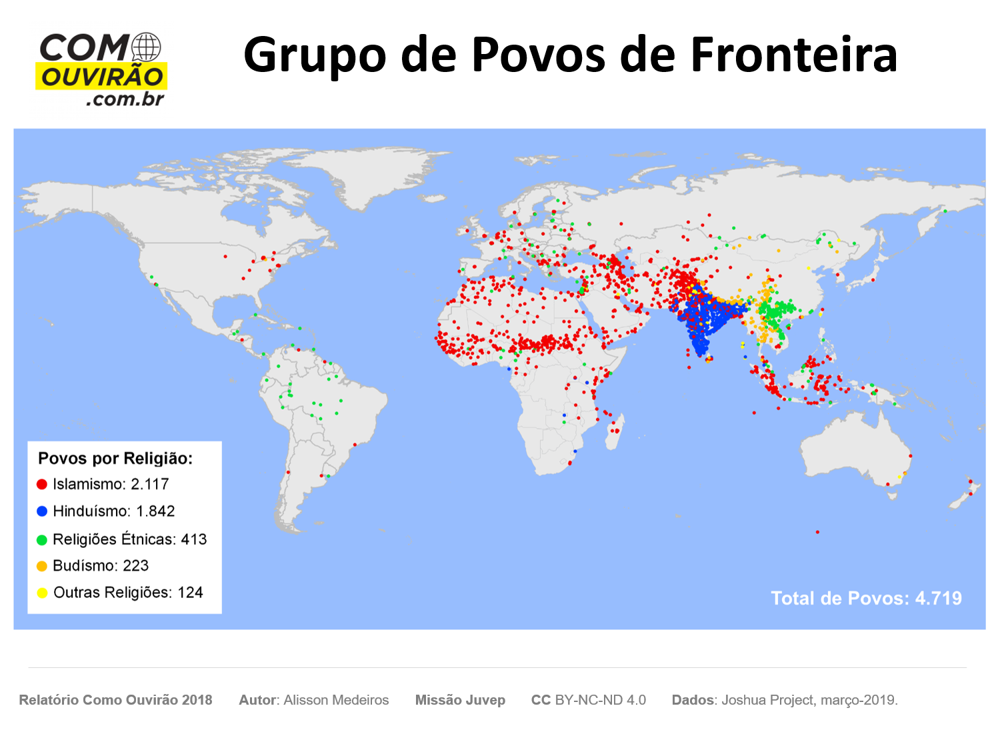 COM
OUVIRÃO
.com.br
Grupo de Povos de Fronteira
Povos por Religião:
Islamismo: 2.117
Hinduísmo: 1.842
Religiões Étnicas: 413
Budísmo: 223
Outras Religiões: 124
Total de Povos: 4.719
Relatório Como Ouvirão 2018 Autor: Alisson Medeiros Missão Juvep CC BY-NC-ND 4.0 Dados: Joshua Project, março-2019.